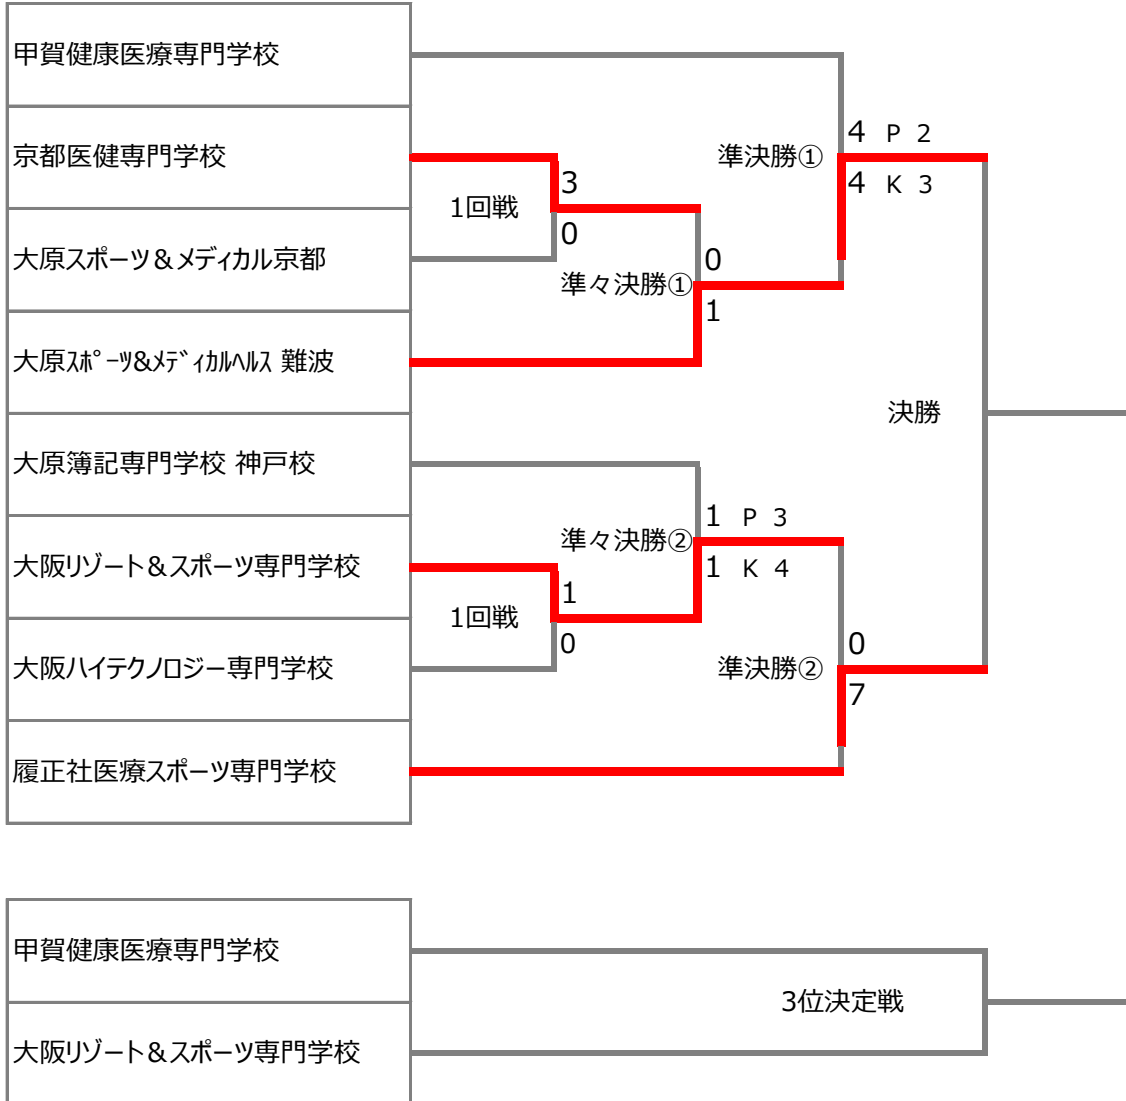 甲賀健康医療専門学校
4 P 2
京都医健専門学校
準決勝①
4 K 3
3
1回戦
0
大原スポーツ＆メディカル京都
0
準々決勝①
1
大原ｽﾎﾟｰﾂ&ﾒﾃﾞｨｶﾙﾍﾙｽ 難波
決勝
大原簿記専門学校 神戸校
1 P 3
準々決勝②
1 K 4
大阪リゾート＆スポーツ専門学校
1
1回戦
0
大阪ハイテクノロジー専門学校
0
準決勝②
7
履正社医療スポーツ専門学校
甲賀健康医療専門学校
3位決定戦
大阪リゾート＆スポーツ専門学校